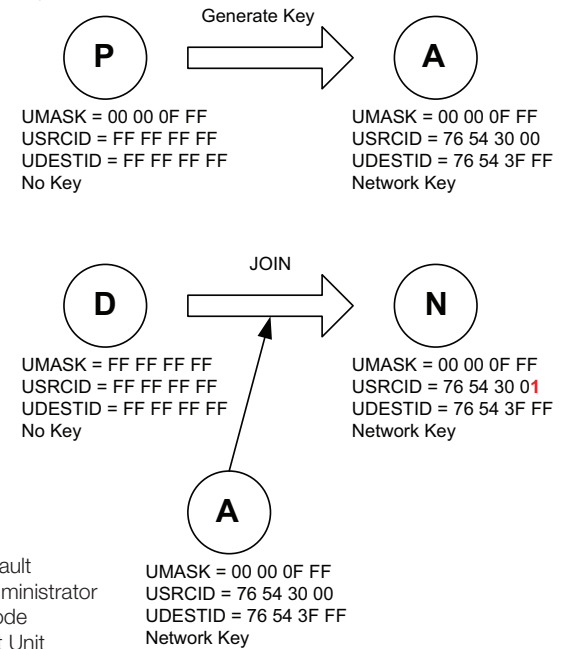 Generate Key
P
A
UMASK = 00 00 0F FF
USRCID = FF FF FF FF
UDESTID = FF FF FF FF
No Key
UMASK = 00 00 0F FF
USRCID = 76 54 30 00
UDESTID = 76 54 3F FF
Network Key
JOIN
D
N
UMASK = FF FF FF FF
USRCID = FF FF FF FF
UDESTID = FF FF FF FF
No Key
UMASK = 00 00 0F FF
USRCID = 76 54 30 01
UDESTID = 76 54 3F FF
Network Key
A
UMASK = 00 00 0F FF
USRCID = 76 54 30 00
UDESTID = 76 54 3F FF
Network Key
Unit